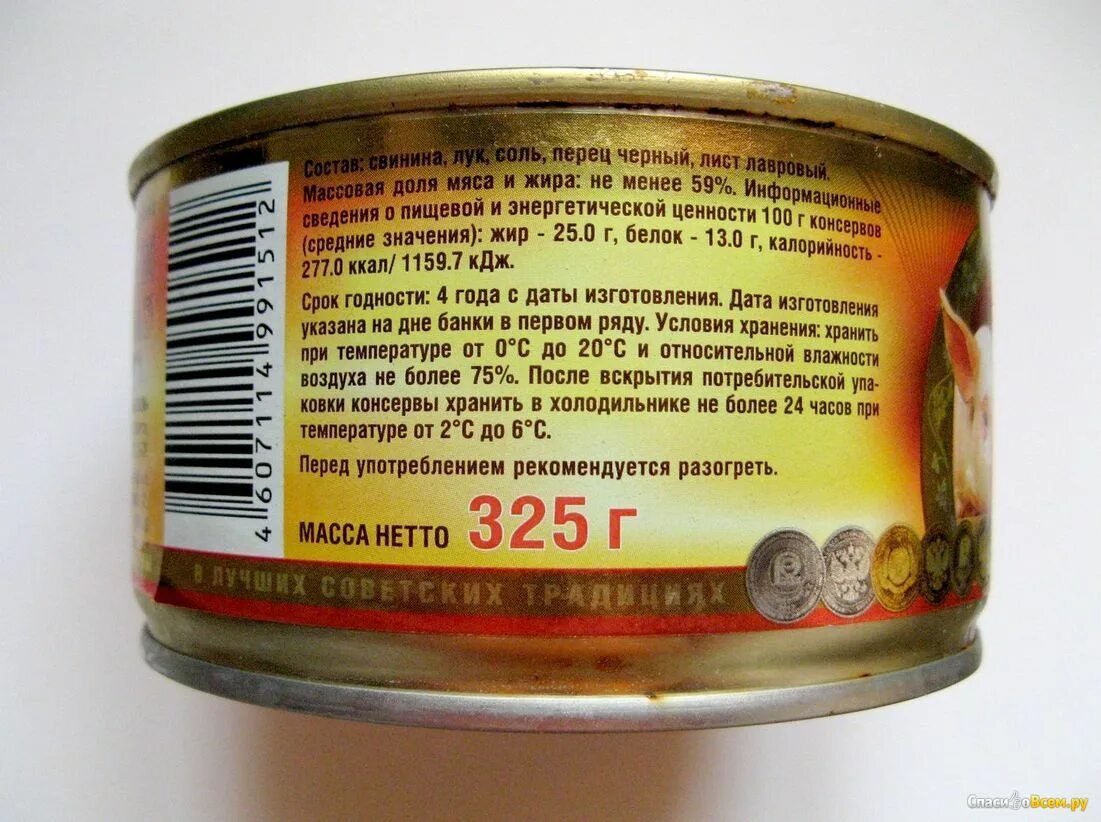 Состав: свинина, лук, соль, перец черный, лист лавровый.
Массовая доля мяса и жира: не менее 59%. Информационные
сведения о пищевой и энергетической ценности 100 г консервов
(средние значения): жир - 25.0 г, белок - 13.0 г, калорийность -
277.0 ккал/ 1159.7 кДж.
Срок годности: 4 года с даты изготовления. Дата изготовления
указана на дне банки в первом ряду. Условия хранения: хранить
при температуре от 0°С до 20°С и относительной влажности
воздуха не более 75%. После вскрытия потребительской упа-
ковки консервы хранить в холодильнике не более 24 часов при
температуре от 2°С до 6°С.
Перед употреблением рекомендуется разогреть.
МАССА НЕТТО 325 г
4 607114 991512
В ЛУЧШИХ СОВЕТСКИХ ТРАДИЦИЯХ
СпасибоВсем.ру